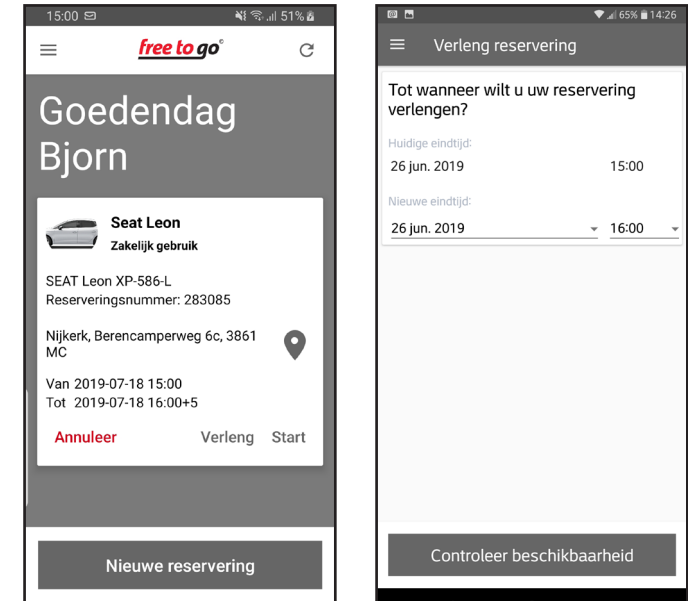 15:00 51%
free to go©
Goedendag
Bjorn
Seat Leon
Zakelijk gebruik
SEAT Leon XP-586-L
Reserveringsnummer: 283085
Nijkerk, Berencamperweg 6c, 3861
MC
Van 2019-07-18 15:00
Tot 2019-07-18 16:00+5
Annuleer Verleng Start
Nieuwe reservering
65% 14:26
Verleng reservering
Tot wanneer wilt u uw reservering
verlengen?
Huidige eindtijd:
26 jun. 2019 15:00
Nieuwe eindtijd:
26 jun. 2019 16:00
Controleer beschikbaarheid